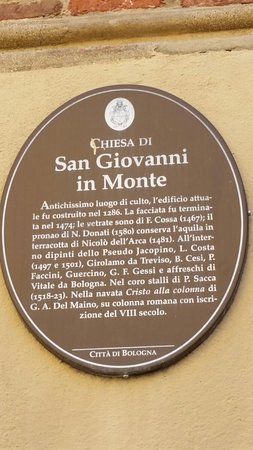 CHIESA DI
San Giovanni
in Monte
Antichissimo luogo di culto, l'edificio attua-
le fu costruito nel 1286. La facciata fu termina-
ta nel 1474; le vetrate sono di F. Cossa (1467); il
pronao di N. Donati (1580) conserva l'aquila in
terracotta di Nicolò dell'Arca (1481). All'inter-
no dipinti dello Pseudo Jacopino, L. Costa
(1497 e 1501), Girolamo da Treviso, B. Cesi, P.
Faccini, Guercino, G. F. Gessi e affreschi di
Vitale da Bologna. Nel coro stalli di P. Sacca
(1518-23). Nella navata Cristo alla colonna di
G. A. Del Maino, su colonna romana con iscri-
zione del VIII secolo.
CITTÀ DI BOLOGNA